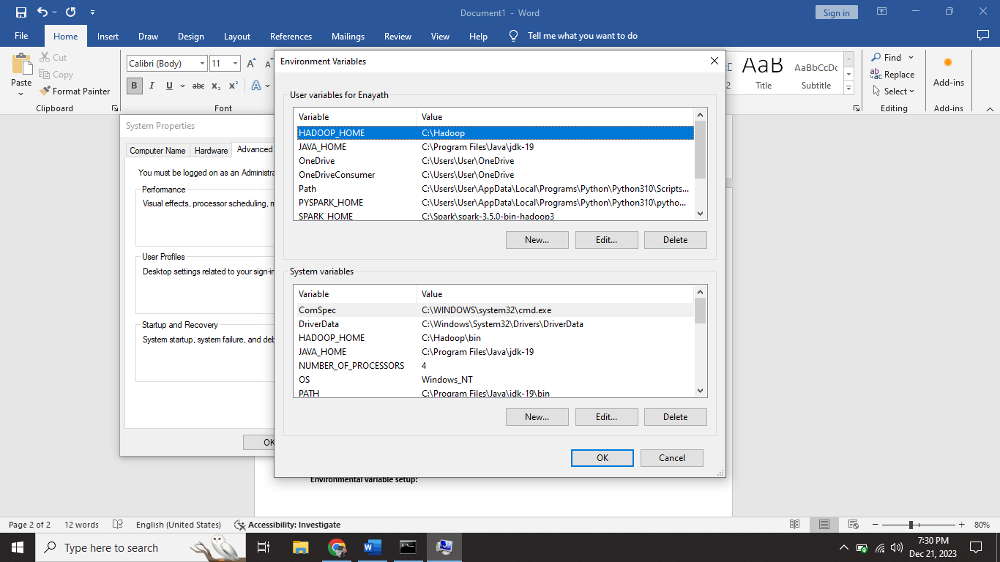 Document1 - Word
Sign in
File Home Insert Draw Design Layout References Mailings Review View Help Tell me what you want to do
Paste
Cut
Copy
Format Painter
Clipboard
Calibri (Body) 11 A A
B I U abc x₂ x² A
Font
AaB
Title
AaBbCcDc
Subtitle
Find
Replace
Select
Editing
Add-ins
Add-ins
System Properties
Computer Name Hardware Advanced
You must be logged on as an Administra
Performance
Visual effects, processor scheduling, m
User Profiles
Desktop settings related to your sign-in
Startup and Recovery
System startup, system failure, and deb
OK
Environment Variables
User variables for Enayath
Variable Value
HADOOP_HOME C:\Hadoop
JAVA_HOME C:\Program Files\Java\jdk-19
OneDrive C:\Users\User\OneDrive
OneDriveConsumer C:\Users\User\OneDrive
Path C:\Users\User\AppData\Local\Programs\Python\Python310\Scripts...
PYSPARK_HOME C:\Users\User\AppData\Local\Programs\Python\Python310\pytho...
SPARK_HOME C:\Spark\spark-3.5.0-bin-hadoop3
New... Edit... Delete
System variables
Variable Value
ComSpec C:\WINDOWS\system32\cmd.exe
DriverData C:\Windows\System32\Drivers\DriverData
HADOOP_HOME C:\Hadoop\bin
JAVA_HOME C:\Program Files\Java\jdk-19
NUMBER_OF_PROCESSORS 4
OS Windows_NT
PATH C:\Program Files\Java\jdk-19\bin
New... Edit... Delete
OK Cancel
Environmental variable setup:
Page 2 of 2 12 words English (United States) Accessibility: Investigate 80%
Type here to search
7:30 PM
Dec 21, 2023